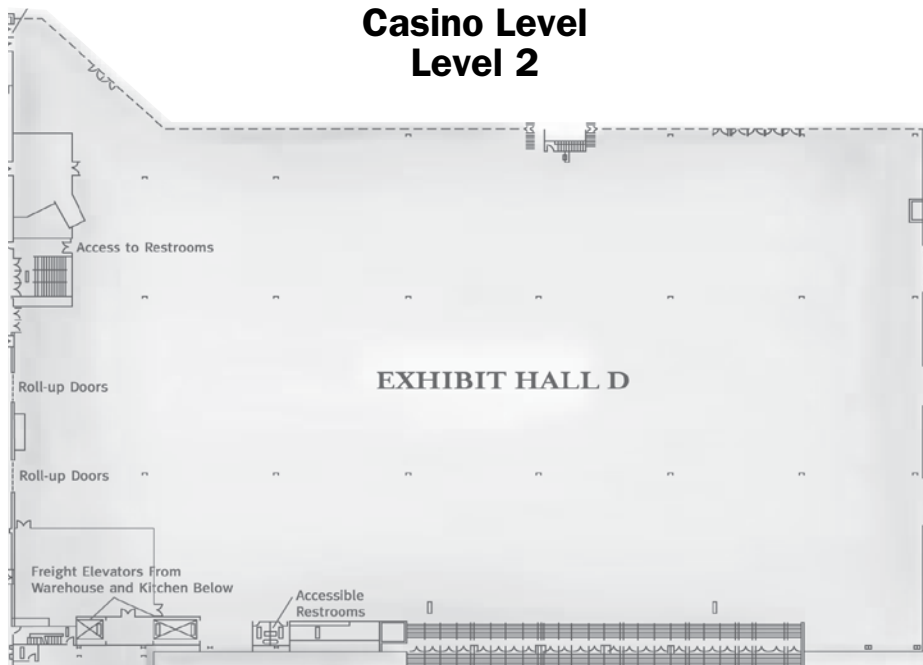 Casino Level
Level 2
Access to Restrooms
EXHIBIT HALL D
Roll-up Doors
Roll-up Doors
Freight Elevators From
Warehouse and Kitchen Below
Accessible
Restrooms